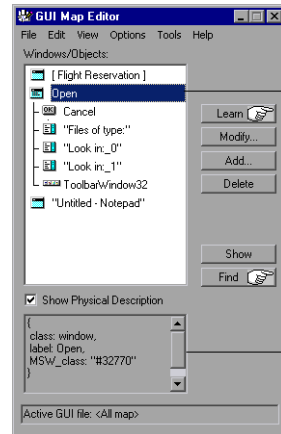 GUI Map Editor
File Edit View Options Tools Help
Windows/Objects:
[ Flight Reservation ]
Open
OK Cancel
"Files of type:"
"Look in:_0"
"Look in:_1"
ToolbarWindow32
"Untitled - Notepad"
Learn
Modify...
Add...
Delete
Show
Find
Show Physical Description
{
class: window,
label: Open,
MSW_class: "#32770"
}
Active GUI file: <All map>